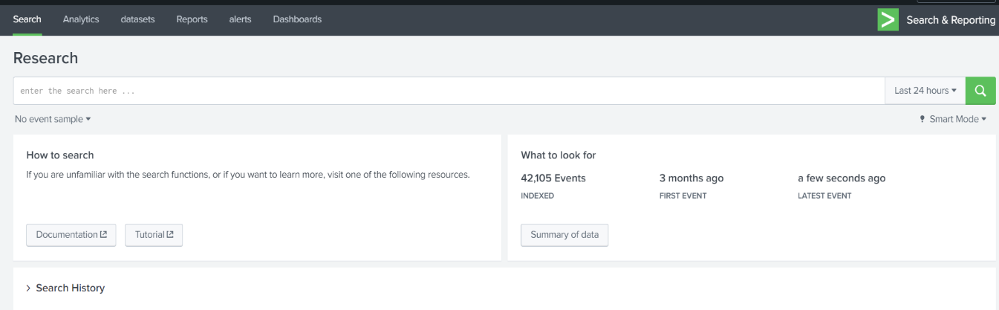 Search Analytics datasets Reports alerts Dashboards Search & Reporting
Research
enter the search here ... Last 24 hours
No event sample Smart Mode
How to search
If you are unfamiliar with the search functions, or if you want to learn more, visit one of the following resources.
Documentation Tutorial
What to look for
42,105 Events 3 months ago a few seconds ago
INDEXED FIRST EVENT LATEST EVENT
Summary of data
Search History